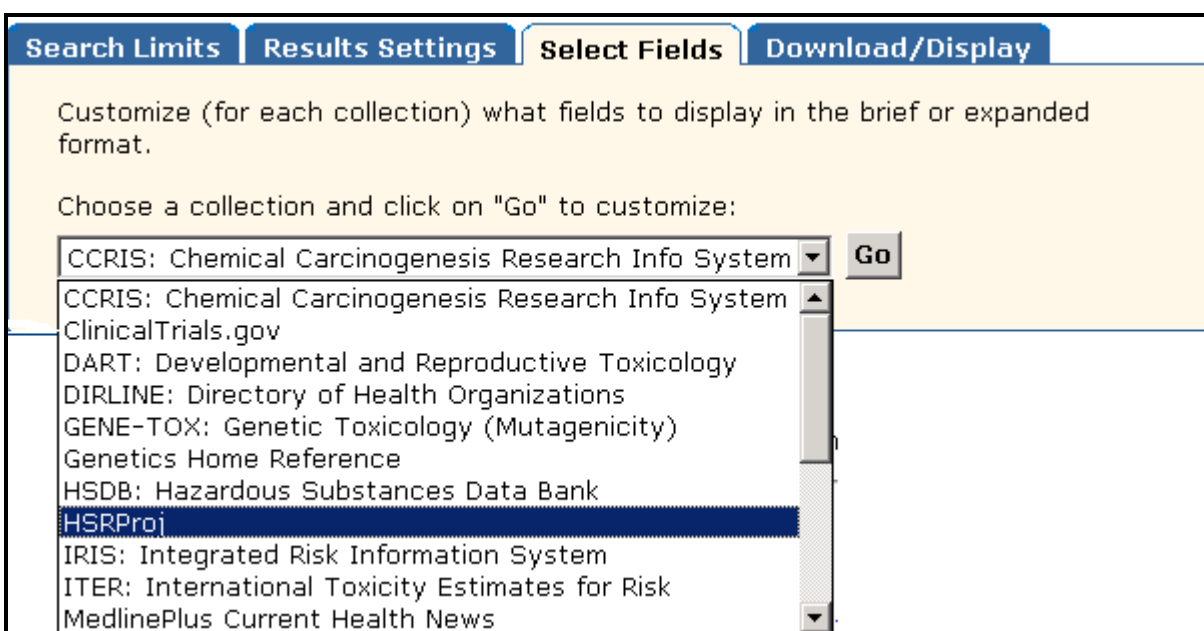 Search Limits Results Settings Select Fields Download/Display
Customize (for each collection) what fields to display in the brief or expanded
format.
Choose a collection and click on "Go" to customize:
CCRIS: Chemical Carcinogenesis Research Info System Go
CCRIS: Chemical Carcinogenesis Research Info System
ClinicalTrials.gov
DART: Developmental and Reproductive Toxicology
DIRLINE: Directory of Health Organizations
GENE-TOX: Genetic Toxicology (Mutagenicity)
Genetics Home Reference
HSDB: Hazardous Substances Data Bank
HSRProj
IRIS: Integrated Risk Information System
ITER: International Toxicity Estimates for Risk
MedlinePlus Current Health News